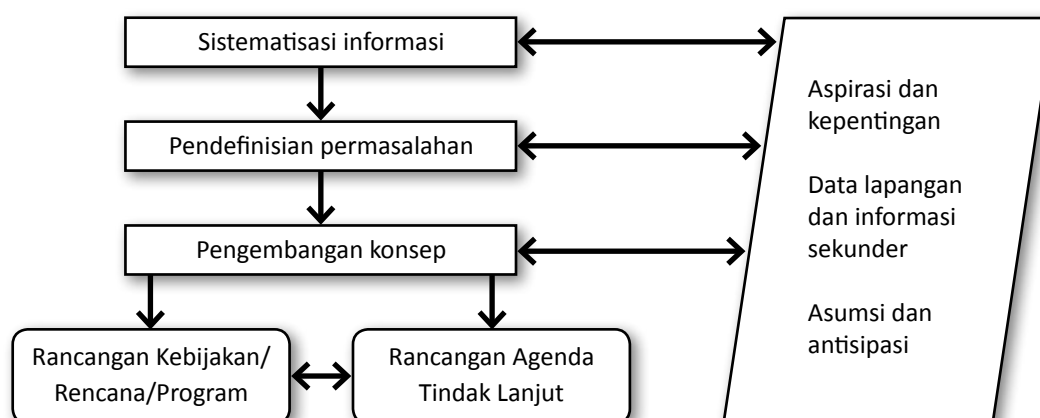 Sistematisasi informasi
Pendefinisian permasalahan
Pengembangan konsep
Rancangan Kebijakan/
Rencana/Program
Rancangan Agenda
Tindak Lanjut
Aspirasi dan
kepentingan
Data lapangan
dan informasi
sekunder
Asumsi dan
antisipasi